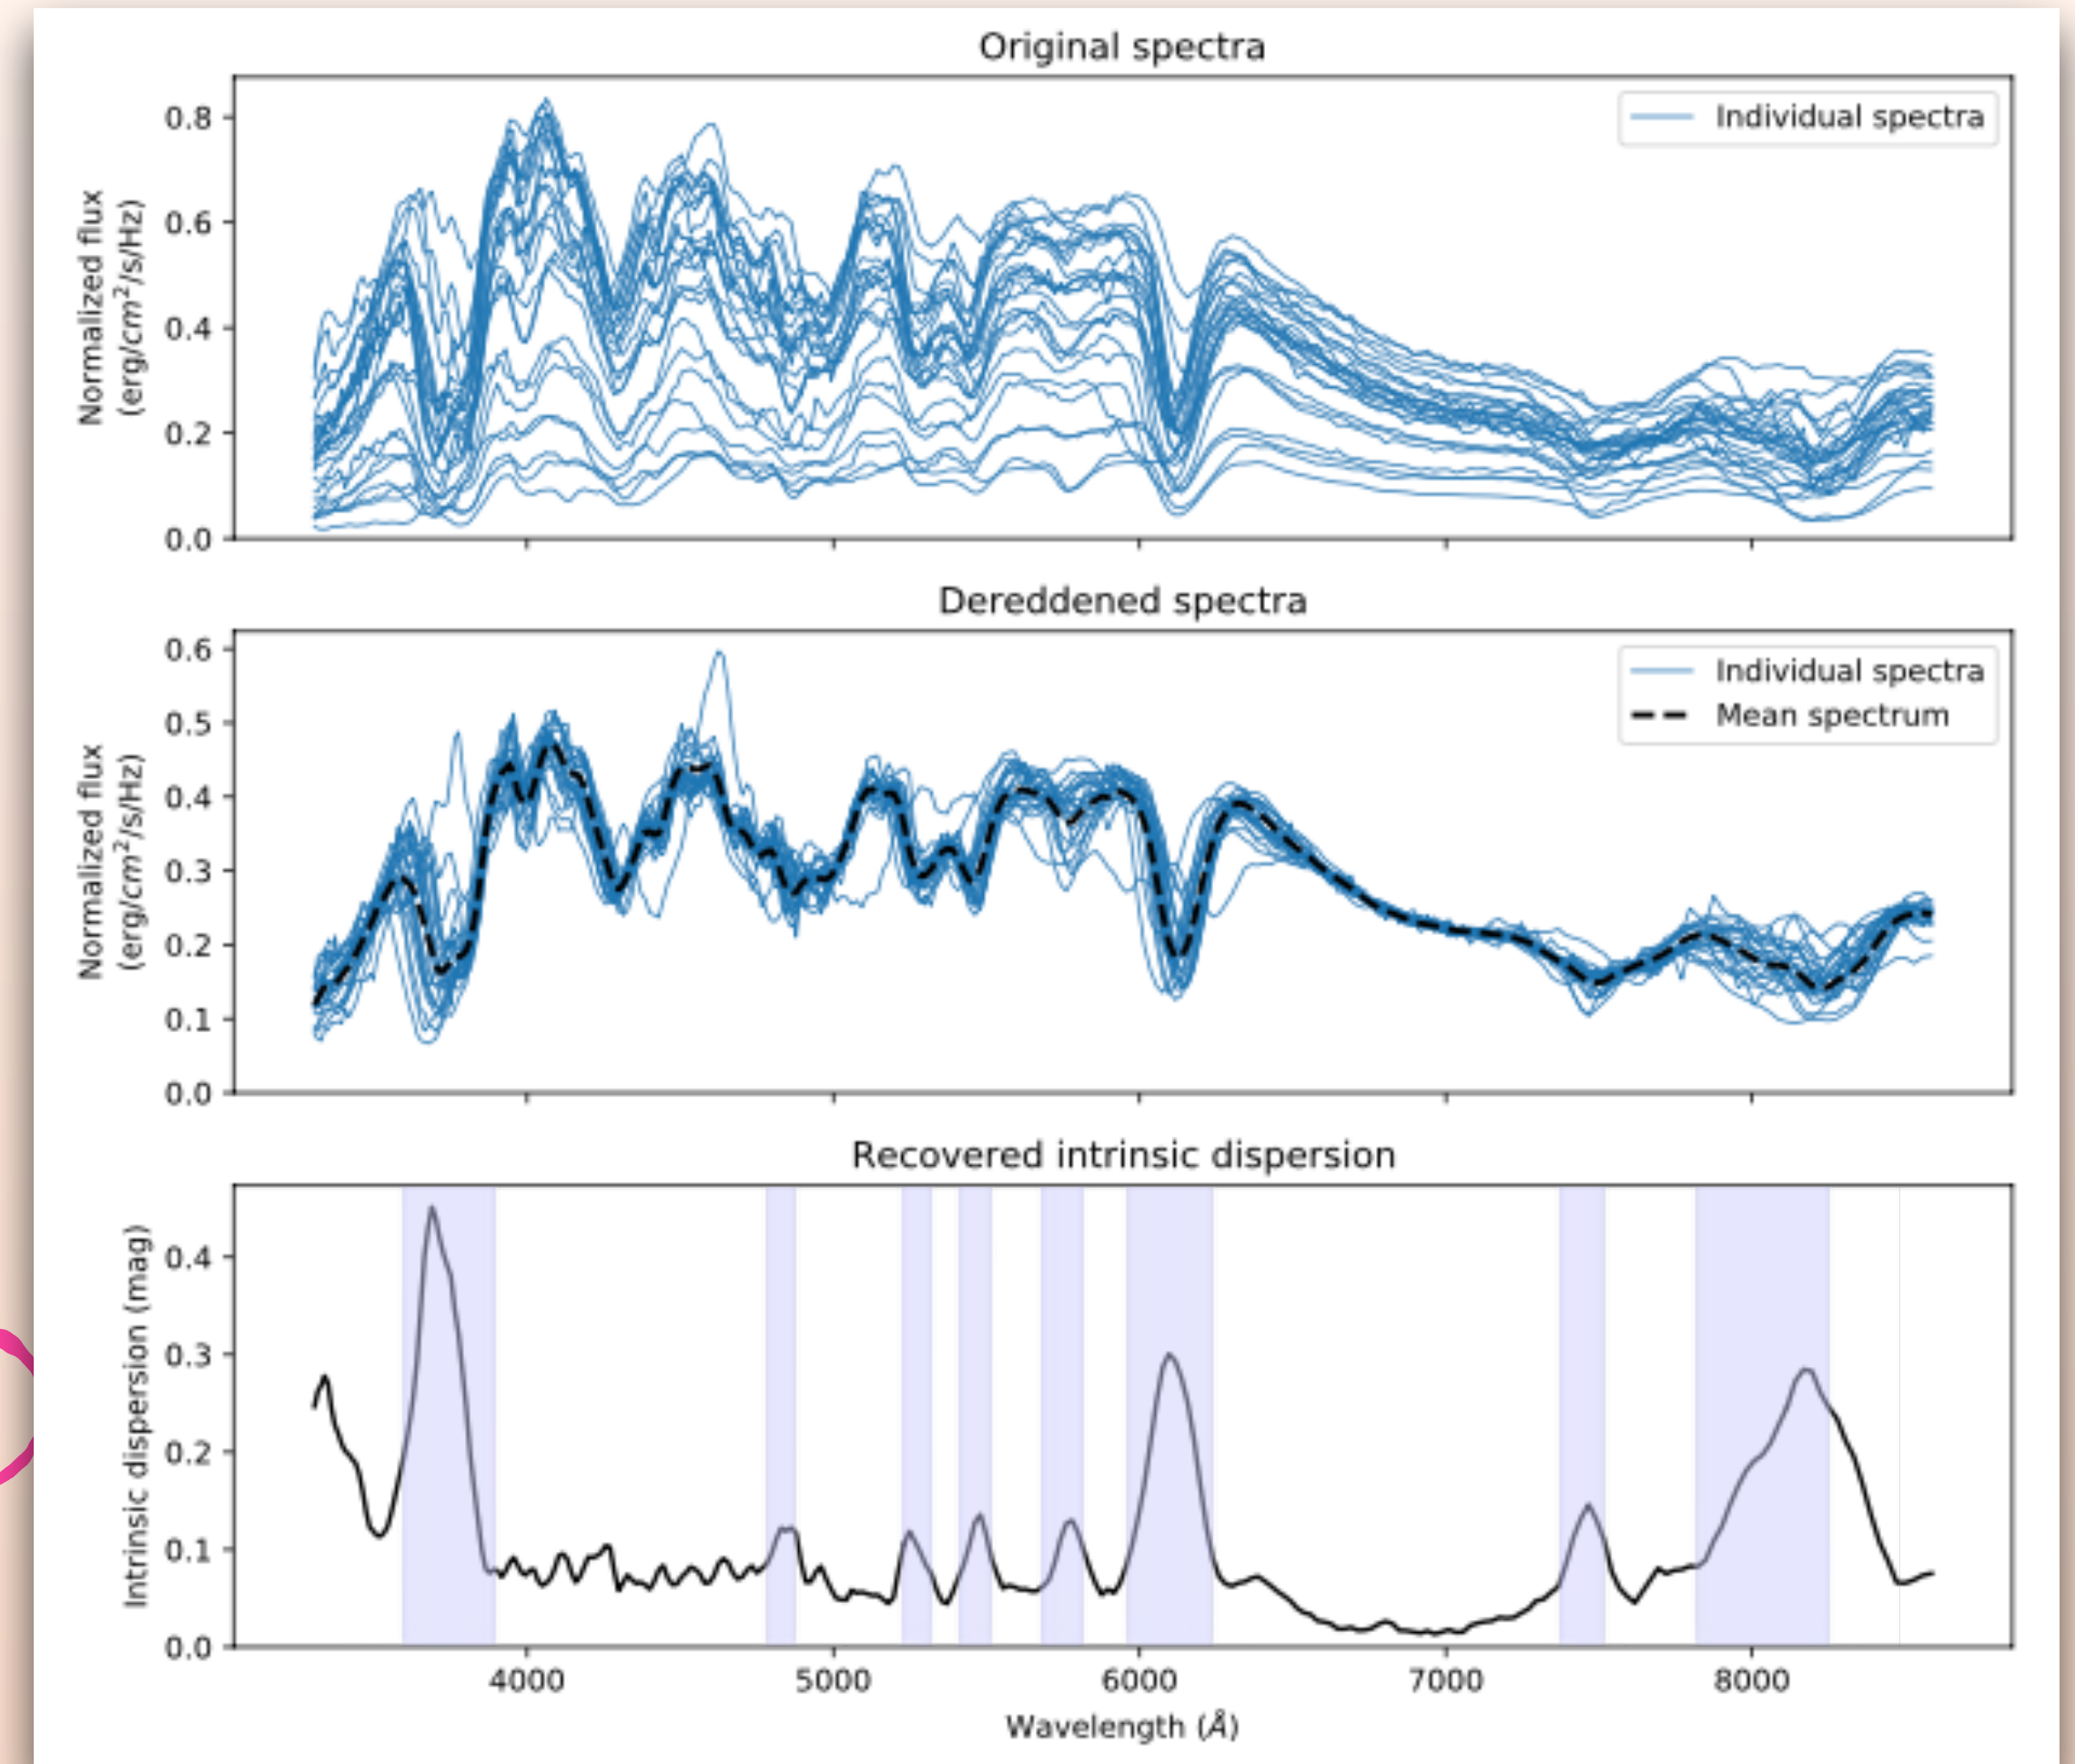 Original spectra
Individual spectra
Normalized flux
(erg/cm²/s/Hz)
0.8
0.6
0.4
0.2
0.0
Dereddened spectra
Individual spectra
Mean spectrum
Normalized flux
(erg/cm²/s/Hz)
0.6
0.5
0.4
0.3
0.2
0.1
0.0
Recovered intrinsic dispersion
Intrinsic dispersion (mag)
0.4
0.3
0.2
0.1
0.0
4000 5000 6000 7000 8000
Wavelength (Å)